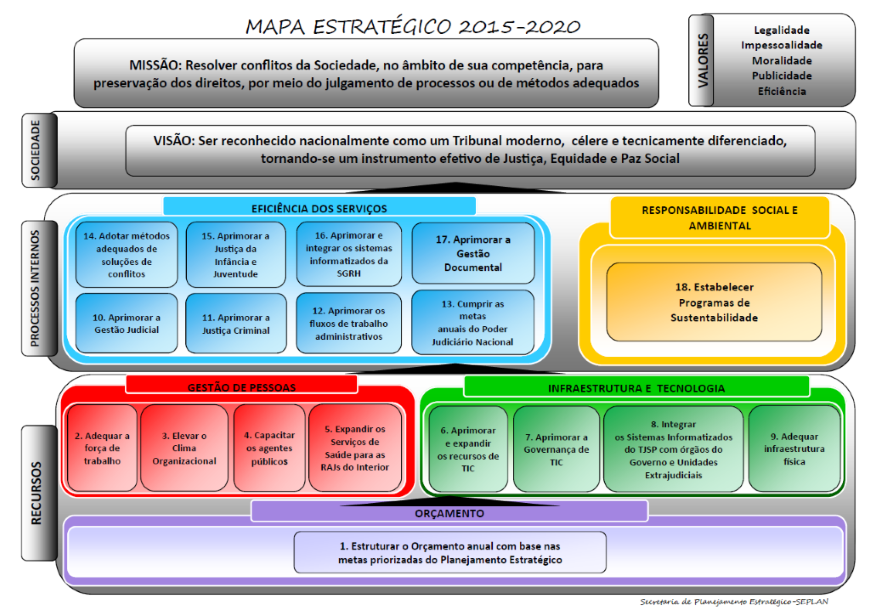 MAPA ESTRATÉGICO 2015-2020
MISSÃO: Resolver conflitos da Sociedade, no âmbito de sua competência, para
preservação dos direitos, por meio do julgamento de processos ou de métodos adequados
VALORES
Legalidade
Impessoalidade
Moralidade
Publicidade
Eficiência
SOCIEDADE
VISÃO: Ser reconhecido nacionalmente como um Tribunal moderno, célere e tecnicamente diferenciado,
tornando-se um instrumento efetivo de Justiça, Equidade e Paz Social
PROCESSOS INTERNOS
EFICIÊNCIA DOS SERVIÇOS
14. Adotar métodos
adequados de
soluções de
conflitos
15. Aprimorar a
Justiça da
Infância e
Juventude
16. Aprimorar e
integrar os sistemas
informatizados da
SGRH
17. Aprimorar a
Gestão
Documental
10. Aprimorar a
Gestão Judicial
11. Aprimorar a
Justiça Criminal
12. Aprimorar os
fluxos de trabalho
administrativos
13. Cumprir as
metas
anuais do Poder
Judiciário Nacional
RESPONSABILIDADE SOCIAL E
AMBIENTAL
18. Estabelecer
Programas de
Sustentabilidade
RECURSOS
GESTÃO DE PESSOAS
2. Adequar a
força de
trabalho
3. Elevar o
Clima
Organizacional
4. Capacitar
os agentes
públicos
5. Expandir os
Serviços de
Saúde para as
RAJs do Interior
INFRAESTRUTURA E TECNOLOGIA
6. Aprimorar
e expandir
os recursos de
TIC
7. Aprimorar a
Governança de
TIC
8. Integrar
os Sistemas Informatizados
do TJSP com órgãos do
Governo e Unidades
Extrajudiciais
9. Adequar
infraestrutura
física
ORÇAMENTO
1. Estruturar o Orçamento anual com base nas
metas priorizadas do Planejamento Estratégico
Secretaria de Planejamento Estratégico-SEPLAN